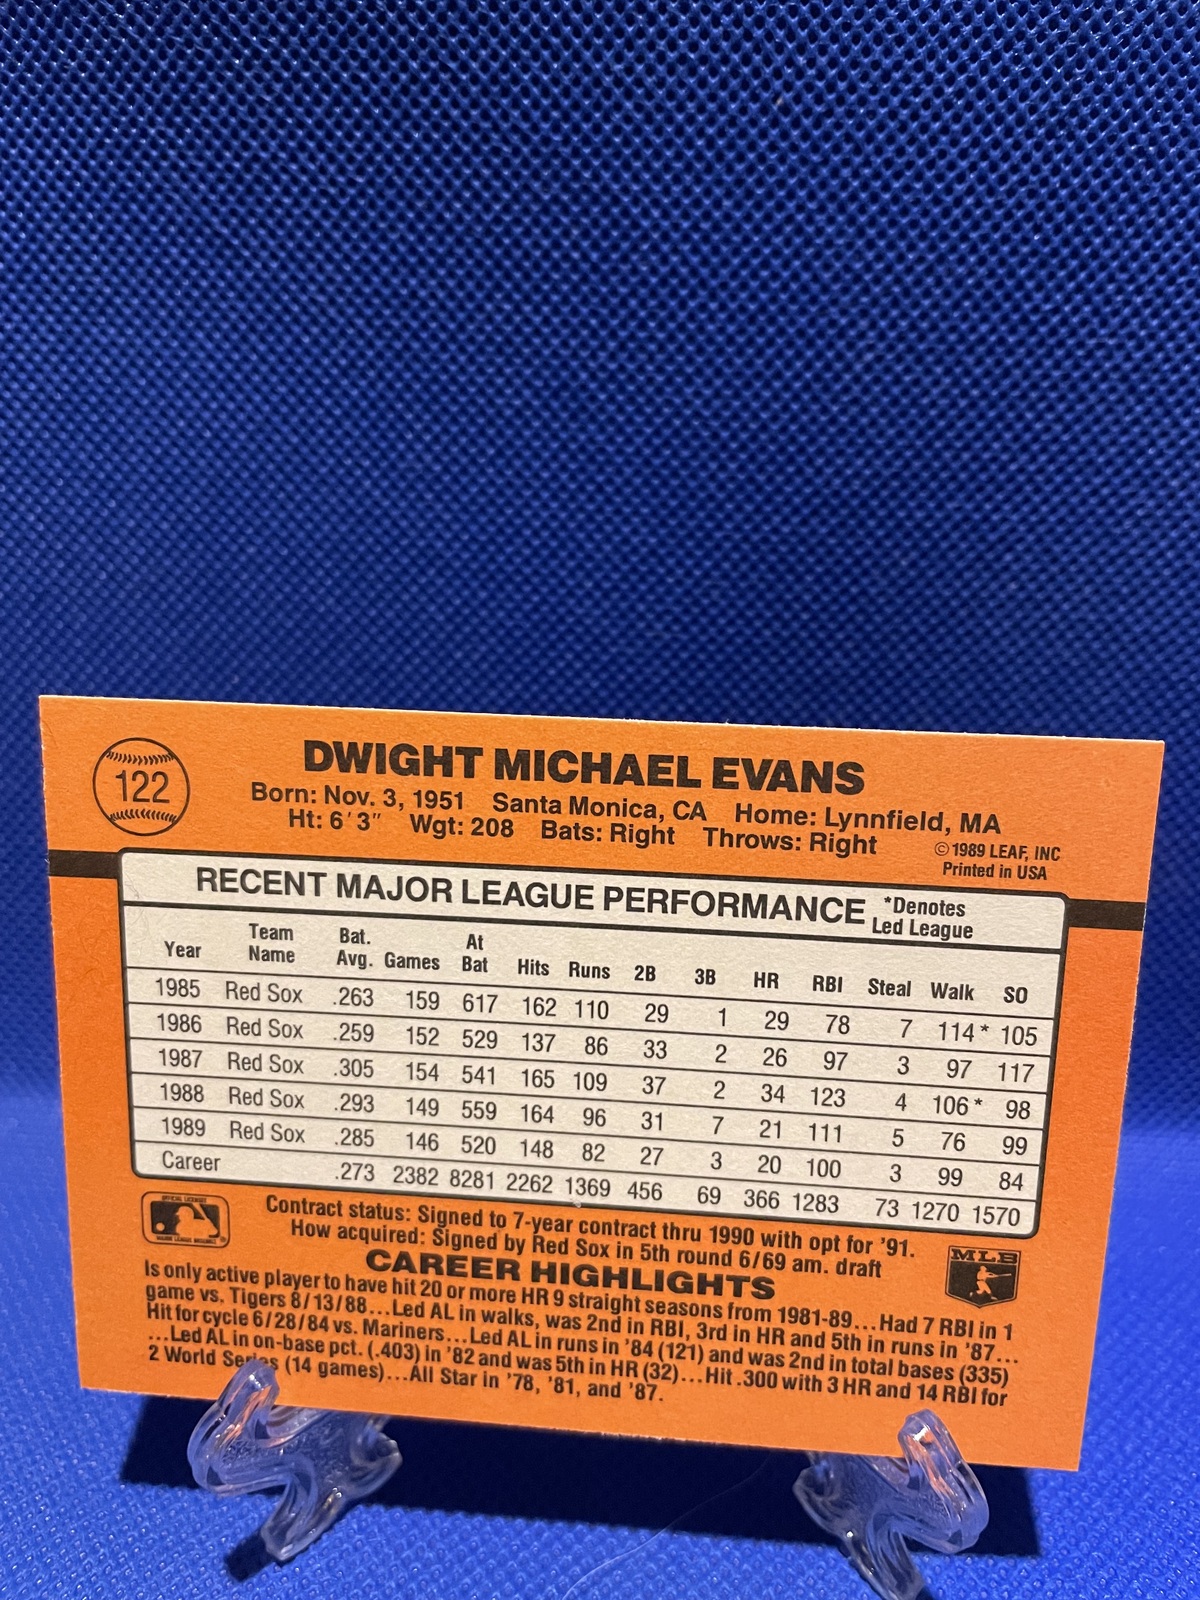 122
DWIGHT MICHAEL EVANS
Born: Nov. 3, 1951 Santa Monica, CA Home: Lynnfield, MA
Ht: 6'3" Wgt: 208 Bats: Right Throws: Right
© 1989 LEAF, INC
Printed in USA
RECENT MAJOR LEAGUE PERFORMANCE
*Denotes
Led League
Year Team Name Bat. Avg. Games At Bat Hits Runs 2B 3B HR RBI Steal Walk SO
1985 Red Sox .263 159 617 162 110 29 1 29 78 7 114* 105
1986 Red Sox .259 152 529 137 86 33 2 26 97 3 97 117
1987 Red Sox .305 154 541 165 109 37 2 34 123 4 106* 98
1988 Red Sox .293 149 559 164 96 31 7 21 111 5 76 99
1989 Red Sox .285 146 520 148 82 27 3 20 100 3 99 84
Career .273 2382 8281 2262 1369 456 69 366 1283 73 1270 1570
Contract status: Signed to 7-year contract thru 1990 with opt for '91.
How acquired: Signed by Red Sox in 5th round 6/69 am. draft
MLB
CAREER HIGHLIGHTS
Is only active player to have hit 20 or more HR 9 straight seasons from 1981-89...Had 7 RBI in 1
game vs. Tigers 8/13/88...Led AL in walks, was 2nd in RBI, 3rd in HR and 5th in runs in '87...
Hit for cycle 6/28/84 vs. Mariners...Led AL in runs in '84 (121) and was 2nd in total bases (335)
...Led AL in on-base pct. (.403) in '82 and was 5th in HR (32)...Hit .300 with 3 HR and 14 RBI for
2 World Series (14 games)...All Star in '78, '81, and '87.